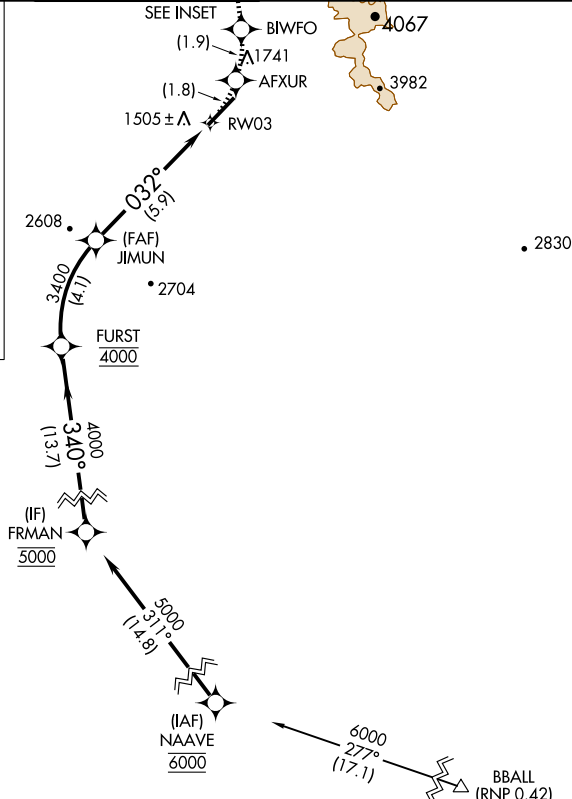 SEE INSET
BIWFO
4067
(1.9)
1741
AFXUR
3982
(1.8)
1505 ±
RW03
032°
(5.9)
2608
(FAF)
JIMUN
2830
3400
(4.1)
2704
FURST
4000
4000
340°
(13.7)
(IF)
FRMAN
5000
5000
311°
(14.8)
(IAF)
NAAVE
6000
6000
277°
(17.1)
BBALL
(RNP 0.42)